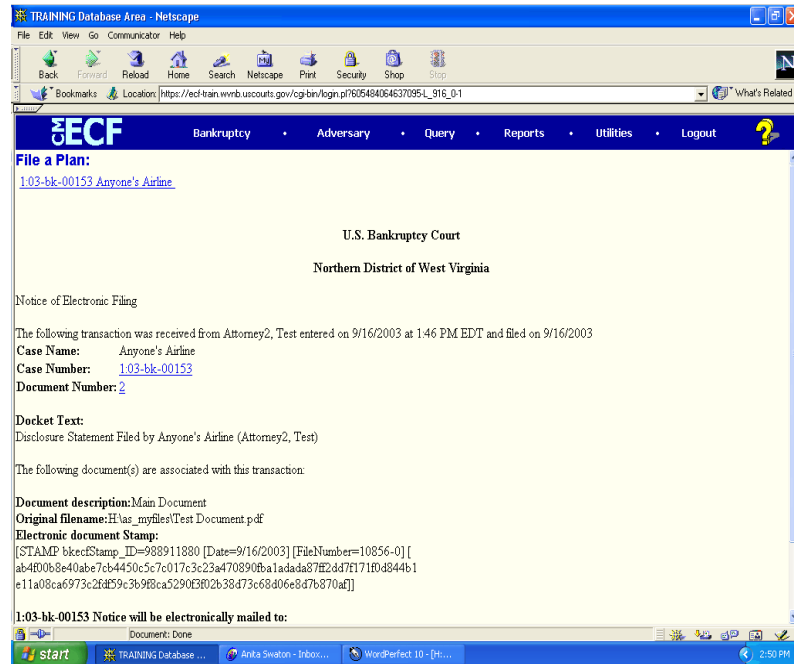 TRAINING Database Area - Netscape
File Edit View Go Communicator Help
Back Forward Reload Home Search Netscape Print Security Shop Stop
Bookmarks Location: https://ecf-train.wvnb.uscourts.gov/cgi-bin/login.pl?605484064637095-L_916_0-1 What's Related
CM ECF Bankruptcy • Adversary • Query • Reports • Utilities • Logout ?
File a Plan:
1:03-bk-00153 Anyone's Airline
U.S. Bankruptcy Court
Northern District of West Virginia
Notice of Electronic Filing
The following transaction was received from Attorney2, Test entered on 9/16/2003 at 1:46 PM EDT and filed on 9/16/2003
Case Name: Anyone's Airline
Case Number: 1:03-bk-00153
Document Number: 2
Docket Text:
Disclosure Statement Filed by Anyone's Airline (Attorney2, Test)
The following document(s) are associated with this transaction:
Document description:Main Document
Original filename:H:\as_myfiles\Test Document.pdf
Electronic document Stamp:
[STAMP bkecfStamp_ID=988911880 [Date=9/16/2003] [FileNumber=10856-0] [
ab4f00b8e40abe7cb4450c5c7c017c3c23a470890fba1adada87ff2dd7f171f0d844b1
e11a08ca6973c2fdf59c3b9f8ca5290f3f02b38d73c68d06e8d7b870af]]
1:03-bk-00153 Notice will be electronically mailed to:
Document: Done
start TRAINING Database ... Anita Swaton - Inbox... WordPerfect 10 - [H:... 2:50 PM